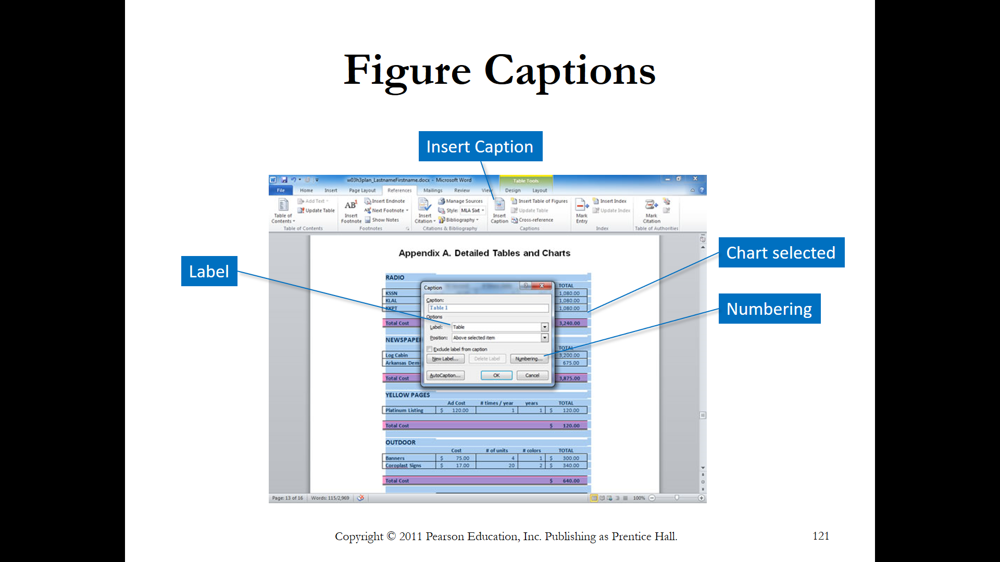 Figure Captions
Insert Caption
w03h3plan_LastnameFirstname.docx - Microsoft Word
Table Tools
File Home Insert Page Layout References Mailings Review View Design Layout
Table of Contents
Add Text
Update Table
Table of Contents
AB1
Insert Footnote
Insert Endnote
Next Footnote
Show Notes
Footnotes
Insert Citation
Manage Sources
Style: MLA Sixt
Bibliography
Citations & Bibliography
Insert Caption
Insert Table of Figures
Update Table
Cross-reference
Captions
Mark Entry
Insert Index
Update Index
Index
Mark Citation
Table of Authorities
Appendix A. Detailed Tables and Charts
Chart selected
Label
Numbering
RADIO
TOTAL
KSSN 1,080.00
KLAL 1,080.00
KKPT 1,080.00
Total Cost 3,240.00
NEWSPAPE
TOTAL
Log Cabin 3,200.00
Arkansas Dem 675.00
Total Cost 3,875.00
Caption
Caption:
Table 1
Options
Label: Table
Position: Above selected item
Exclude label from caption
New Label... Delete Label Numbering...
AutoCaption... OK Cancel
YELLOW PAGES
Ad Cost # times / year years TOTAL
Platinum Listing $ 120.00 1 1 $ 120.00
Total Cost $ 120.00
OUTDOOR
Cost # of units # colors TOTAL
Banners $ 75.00 4 1 $ 300.00
Coroplast Signs $ 17.00 20 2 $ 340.00
Total Cost $ 640.00
Page: 13 of 16 Words: 115/2,969 100%
Copyright © 2011 Pearson Education, Inc. Publishing as Prentice Hall.
121